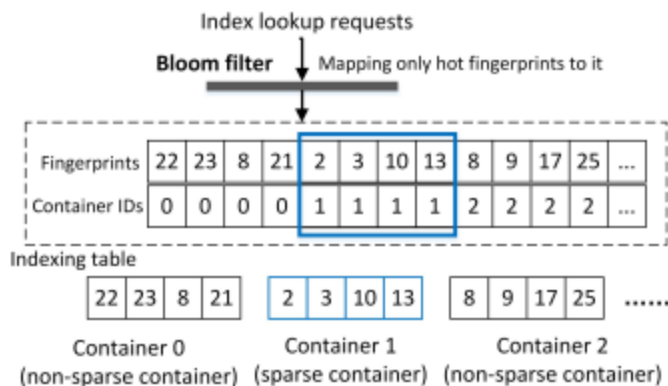 Index lookup requests
Bloom filter Mapping only hot fingerprints to it
Fingerprints 22 23 8 21 2 3 10 13 8 9 17 25 ...
Container IDs 0 0 0 0 1 1 1 1 2 2 2 2 ...
Indexing table
22 23 8 21 2 3 10 13 8 9 17 25 ......
Container 0 Container 1 Container 2
(non-sparse container) (sparse container) (non-sparse container)